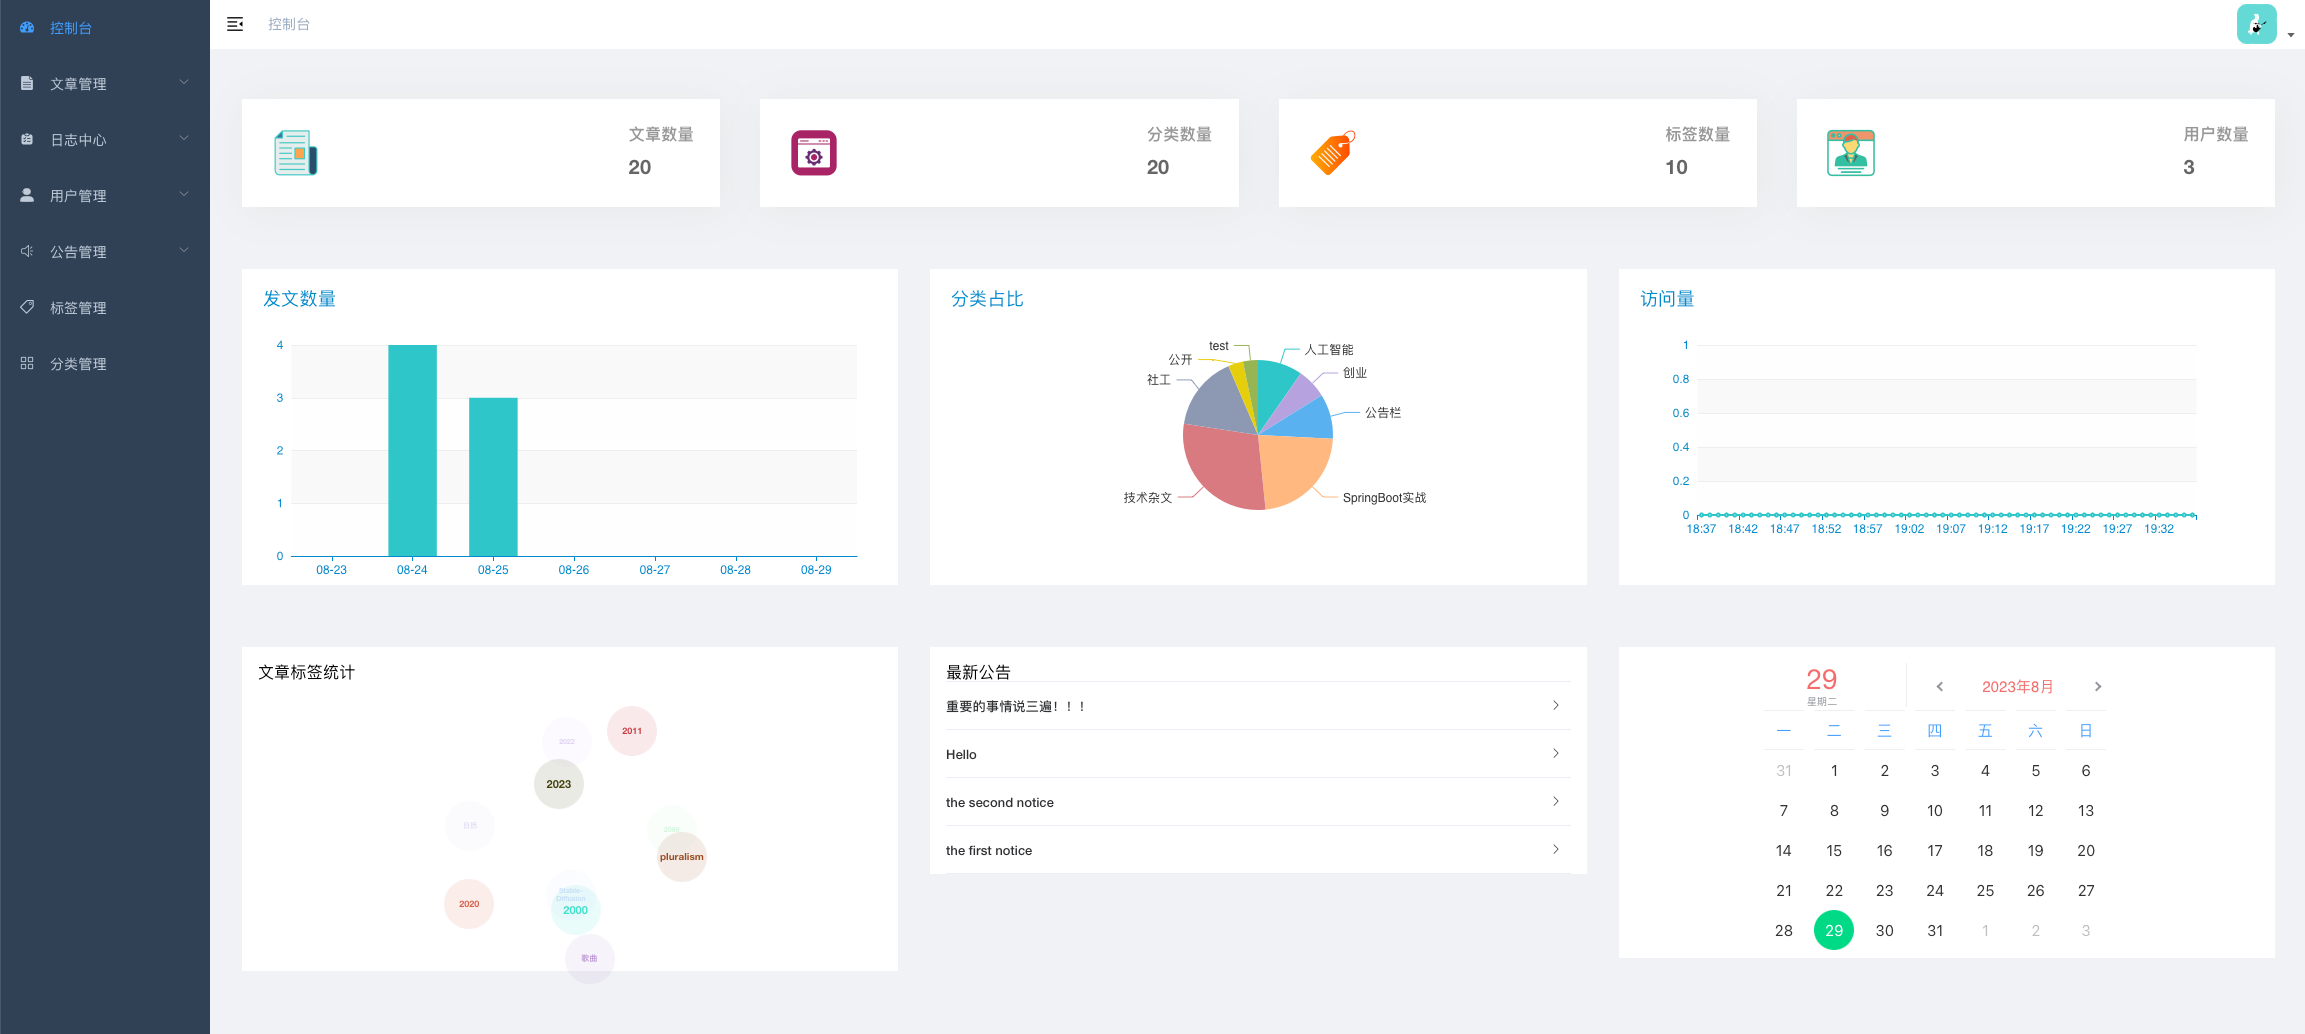 控制台
文章管理
日志中心
用户管理
公告管理
标签管理
分类管理
控制台
文章数量
20
分类数量
20
标签数量
10
用户数量
3
发文数量
4
3
2
1
0
08-23 08-24 08-25 08-26 08-27 08-28 08-29
分类占比
test
公开
社工
技术杂文
人工智能
创业
公告栏
SpringBoot实战
访问量
1
0.8
0.6
0.4
0.2
0
18:37 18:42 18:47 18:52 18:57 19:02 19:07 19:12 19:17 19:22 19:27 19:32
文章标签统计
2011
2022
2023
日历
pluralism
2020
Stable-
Diffusion
2000
歌曲
最新公告
重要的事情说三遍！！！
Hello
the second notice
the first notice
29
星期二
2023年8月
一 二 三 四 五 六 日
31 1 2 3 4 5 6
7 8 9 10 11 12 13
14 15 16 17 18 19 20
21 22 23 24 25 26 27
28 29 30 31 1 2 3